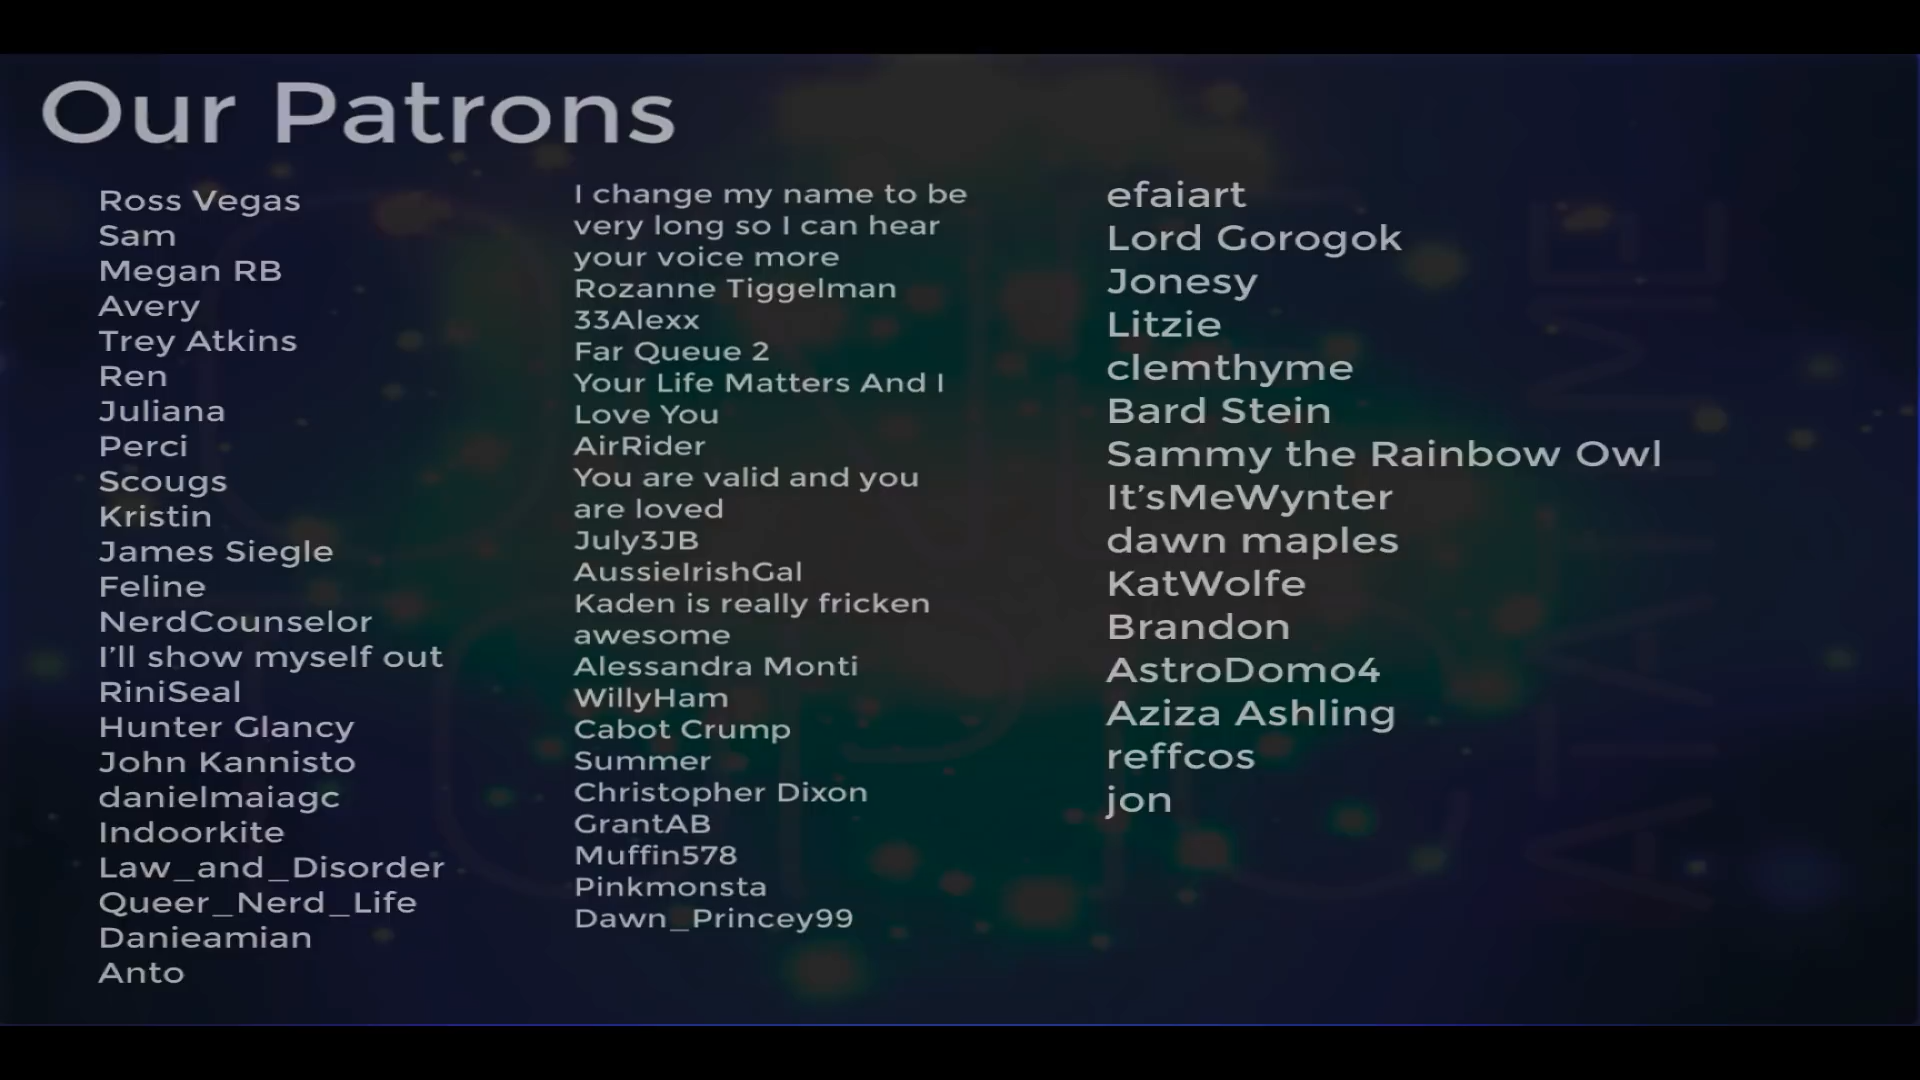 Our Patrons
Ross Vegas
Sam
Megan RB
Avery
Trey Atkins
Ren
Juliana
Perci
Scougs
Kristin
James Siegle
Feline
NerdCounselor
I'll show myself out
RiniSeal
Hunter Glancy
John Kannisto
danielmaiagc
Indoorkite
Law_and_Disorder
Queer_Nerd_Life
Danieamian
Anto
I change my name to be
very long so I can hear
your voice more
Rozanne Tiggelman
33Alexx
Far Queue 2
Your Life Matters And I
Love You
AirRider
You are valid and you
are loved
July3JB
AussieIrishGal
Kaden is really fricken
awesome
Alessandra Monti
WillyHam
Cabot Crump
Summer
Christopher Dixon
GrantAB
Muffin578
Pinkmonsta
Dawn_Princey99
efaiart
Lord Gorogok
Jonesy
Litzie
clemthyme
Bard Stein
Sammy the Rainbow Owl
It'sMeWynter
dawn maples
KatWolfe
Brandon
AstroDomo4
Aziza Ashling
reffcos
jon